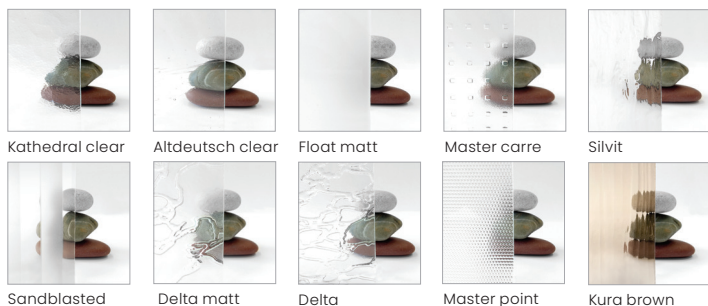 Kathedral clear
Altdeutsch clear
Float matt
Master carre
Silvit
Sandblasted
Delta matt
Delta
Master point
Kura brown